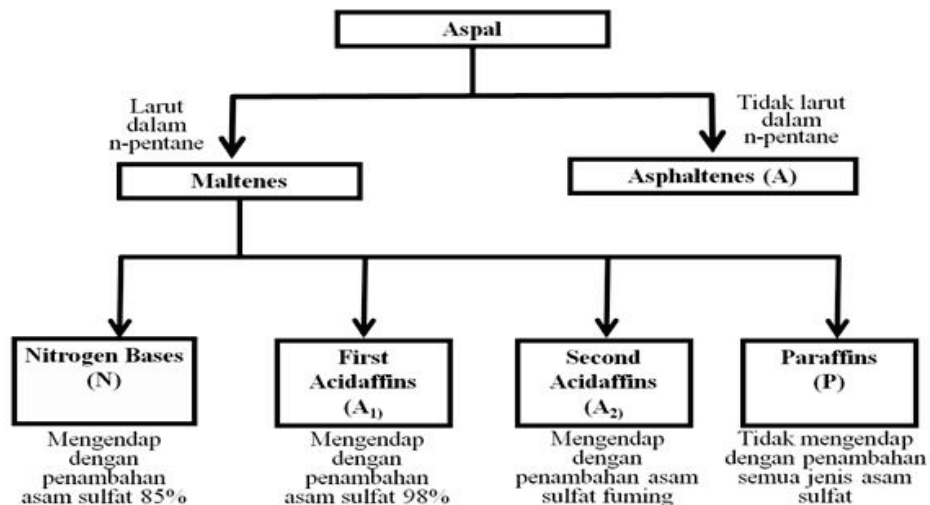 Aspal
Larut
dalam
n-pentane
Tidak larut
dalam
n-pentane
Maltenes
Asphaltenes (A)
Nitrogen Bases
(N)
Mengendap
dengan
penambahan
asam sulfat 85%
First
Acidaffins
(A₁)
Mengendap
dengan
penambahan
asam sulfat 98%
Second
Acidaffins
(A₂)
Mengendap
dengan
penambahan asam
sulfat fuming
Paraffins
(P)
Tidak mengendap
dengan penambahan
semua jenis asam
sulfat